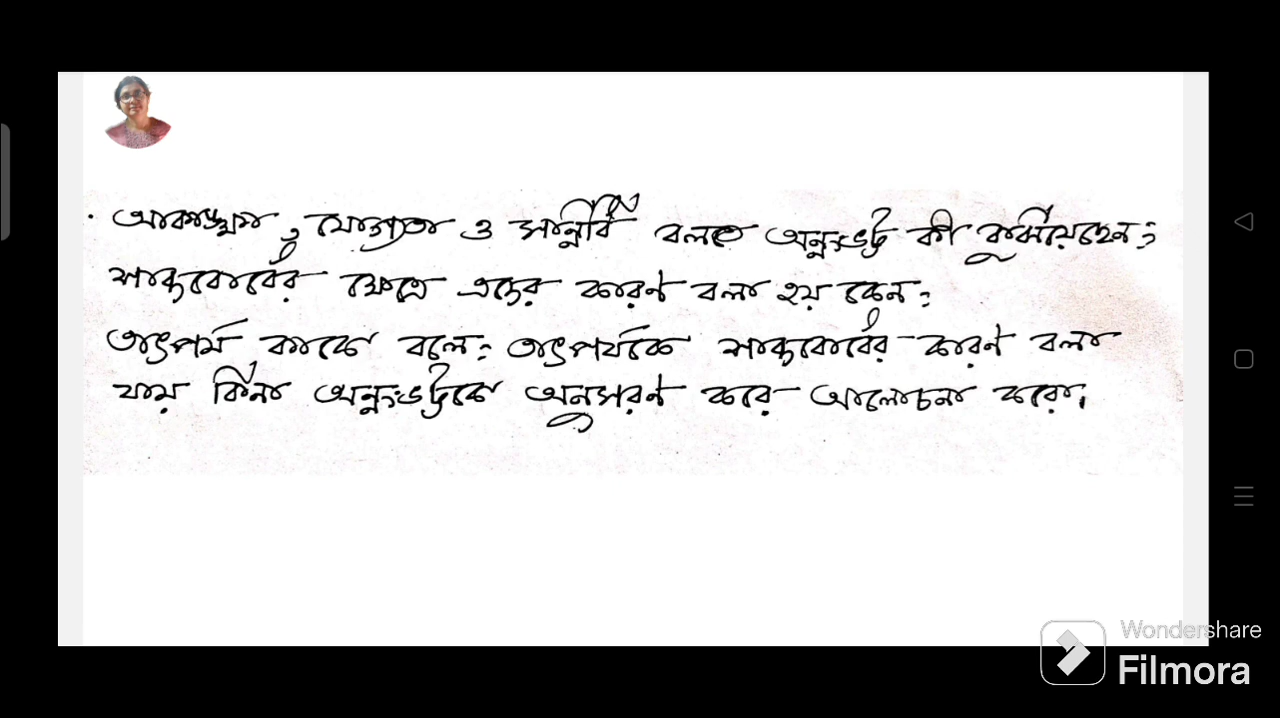 আকাঙ্খা, যোগ্যতা ও সান্নিধি বলতে অন্নংভট্ট কী বুঝিয়েছেন?
শাব্দবোধের ক্ষেত্রে এদের কারণ বলা হয় কেন?
তাৎপর্য কাকে বলে? তাৎপর্যকে শাব্দবোধের কারণ বলা
যায় কিনা অন্নংভট্টকে অনুসরণ করে আলোচনা করো।
Wondershare
Filmora